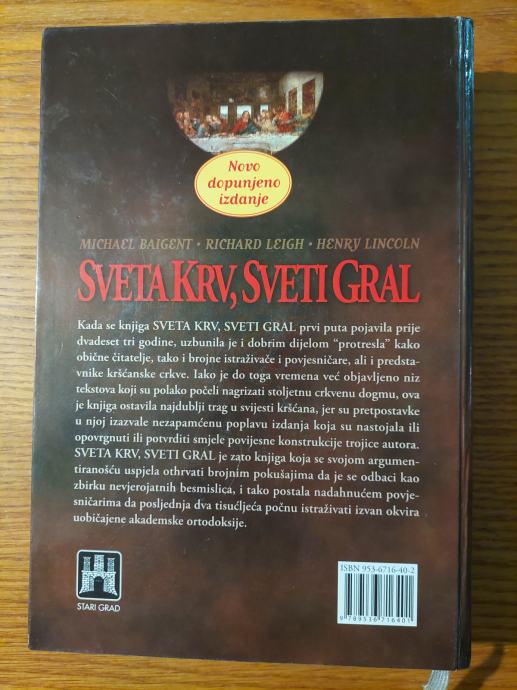 Novo
dopunjeno
izdanje
MICHAEL BAIGENT · RICHARD LEIGH · HENRY LINCOLN
SVETA KRV, SVETI GRAL
Kada se knjiga SVETA KRV, SVETI GRAL prvi puta pojavila prije
dvadeset tri godine, uzbunila je i dobrim dijelom “protresla” kako
obične čitatelje, tako i brojne istraživače i povjesničare, ali i predsta-
vnike kršćanske crkve. Iako je do toga vremena već objavljeno niz
tekstova koji su polako počeli nagrizati stoljetnu crkvenu dogmu, ova
je knjiga ostavila najdublji trag u svijesti kršćana, jer su pretpostavke
u njoj izazvale nezapamćenu poplavu izdanja koja su nastojala ili
opovrgnuti ili potvrditi smjele povijesne konstrukcije trojice autora.
SVETA KRV, SVETI GRAL je zato knjiga koja se svojom argumen-
tiranošću uspjela othrvati brojnim pokušajima da je se odbaci kao
zbirku nevjerojatnih besmislica, i tako postala nadahnućem povje-
sničarima da posljednja dva tisućljeća počnu istraživati izvan okvira
uobičajene akademske ortodoksije.
STARI GRAD
ISBN 953-6716-40-2
9 789536 716401